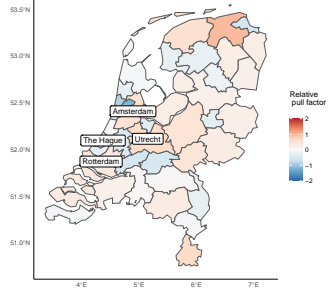 53.5°N
53.0°N
52.5°N
52.0°N
51.5°N
51.0°N
Amsterdam
The Hague
Utrecht
Rotterdam
4°E
5°E
6°E
7°E
Relative
pull factor
2
1
0
−1
−2